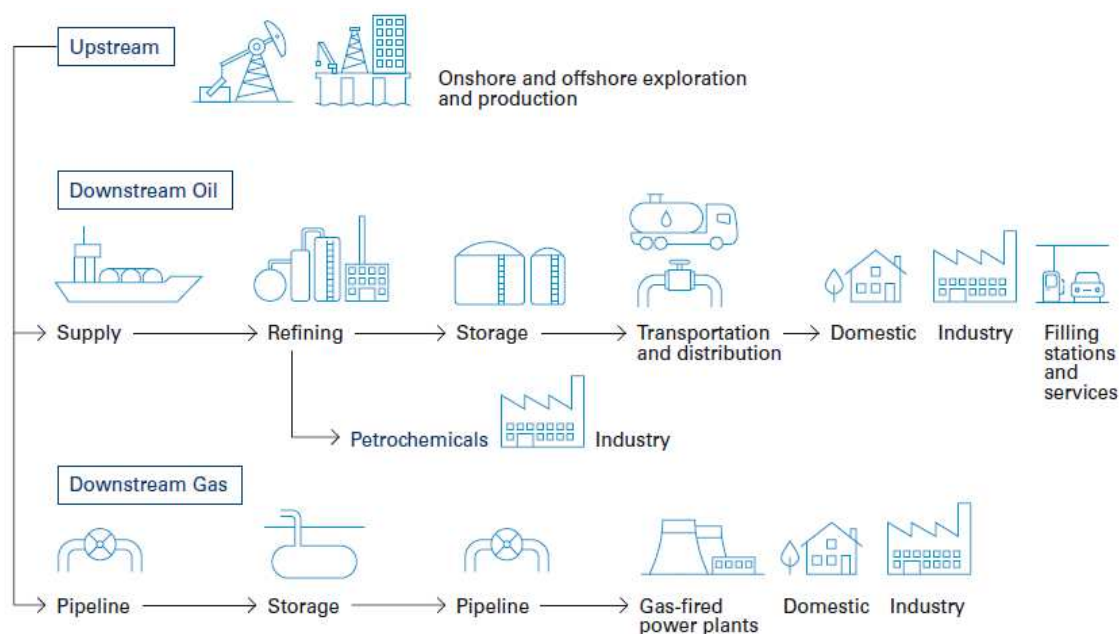 Upstream
Onshore and offshore exploration
and production
Downstream Oil
Supply
Refining
Storage
Transportation
and distribution
Domestic
Industry
Filling
stations
and
services
Petrochemicals
Industry
Downstream Gas
Pipeline
Storage
Pipeline
Gas-fired
power plants
Domestic
Industry